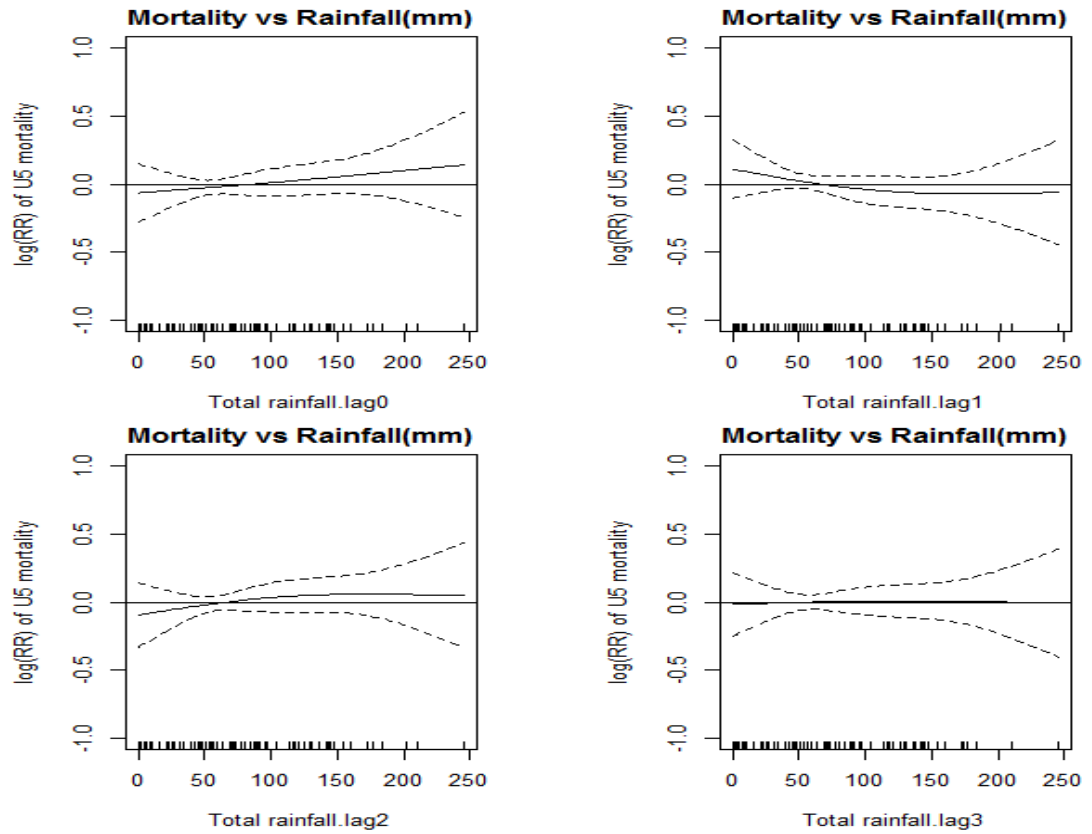 Mortality vs Rainfall(mm)
log(RR) of U5 mortality
1.0
0.5
0.0
-0.5
-1.0
0 50 100 150 200 250
Total rainfall.lag0
Mortality vs Rainfall(mm)
log(RR) of U5 mortality
1.0
0.5
0.0
-0.5
-1.0
0 50 100 150 200 250
Total rainfall.lag1
Mortality vs Rainfall(mm)
log(RR) of U5 mortality
1.0
0.5
0.0
-0.5
-1.0
0 50 100 150 200 250
Total rainfall.lag2
Mortality vs Rainfall(mm)
log(RR) of U5 mortality
1.0
0.5
0.0
-0.5
-1.0
0 50 100 150 200 250
Total rainfall.lag3